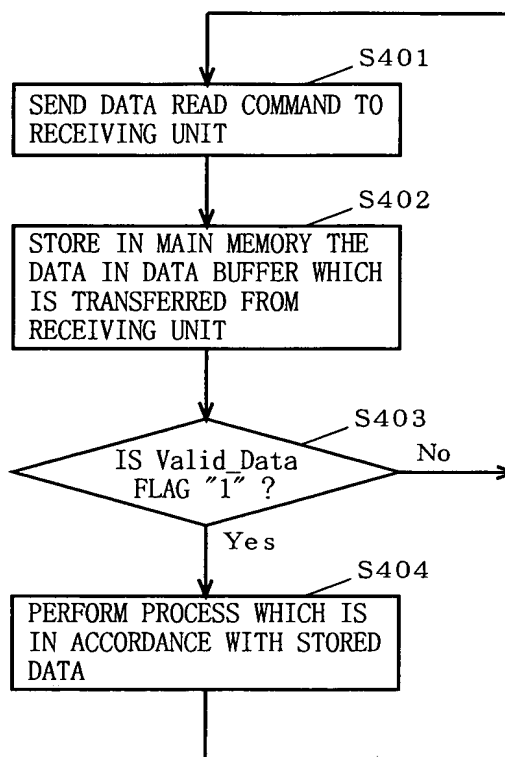 S401
SEND DATA READ COMMAND TO
RECEIVING UNIT
S402
STORE IN MAIN MEMORY THE
DATA IN DATA BUFFER WHICH
IS TRANSFERRED FROM
RECEIVING UNIT
S403
IS Valid_Data
FLAG "1" ?
No
Yes
S404
PERFORM PROCESS WHICH IS
IN ACCORDANCE WITH STORED
DATA